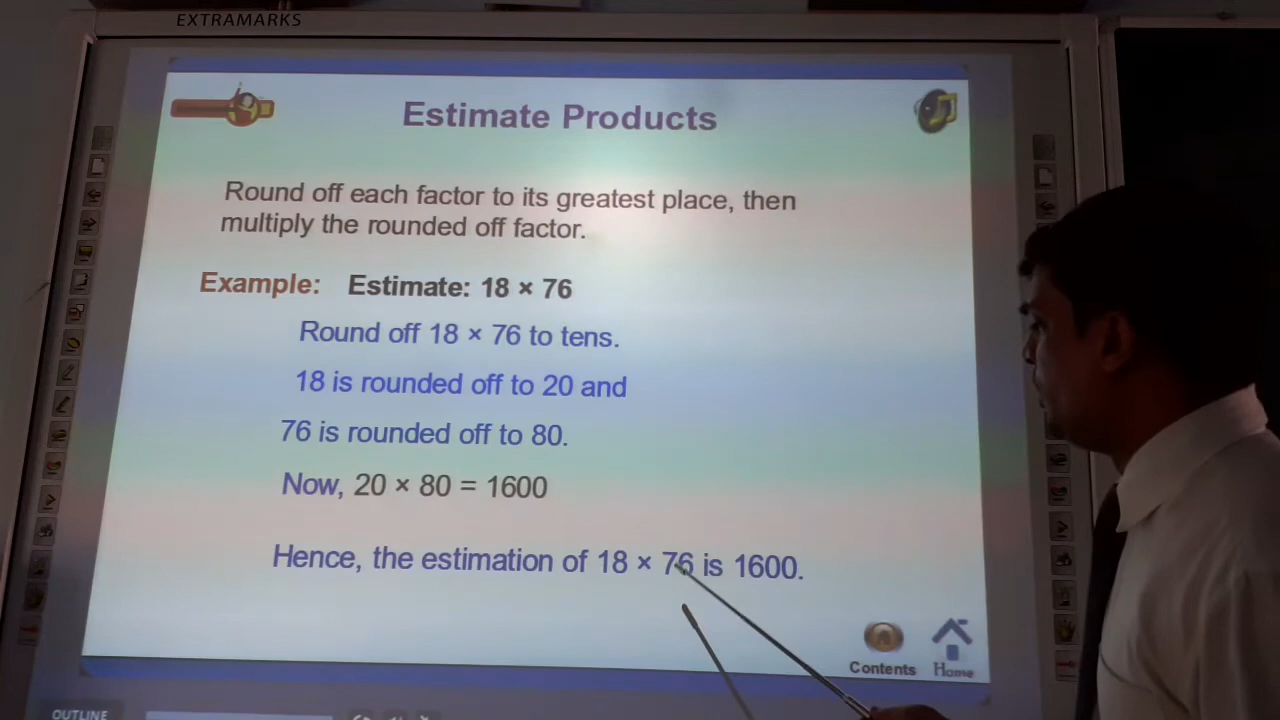 EXTRAMARKS
Estimate Products
Round off each factor to its greatest place, then
multiply the rounded off factor.
Example: Estimate: 18 × 76
Round off 18 × 76 to tens.
18 is rounded off to 20 and
76 is rounded off to 80.
Now, 20 × 80 = 1600
Hence, the estimation of 18 × 76 is 1600.
Contents Home
OUTLINE